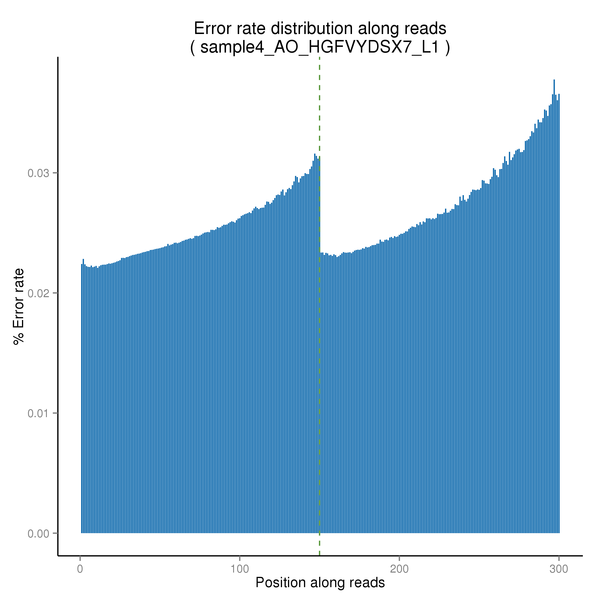 Error rate distribution along reads
( sample4_AO_HGFVYDSX7_L1 )
% Error rate
0.03
0.02
0.01
0.00
0
100
200
300
Position along reads